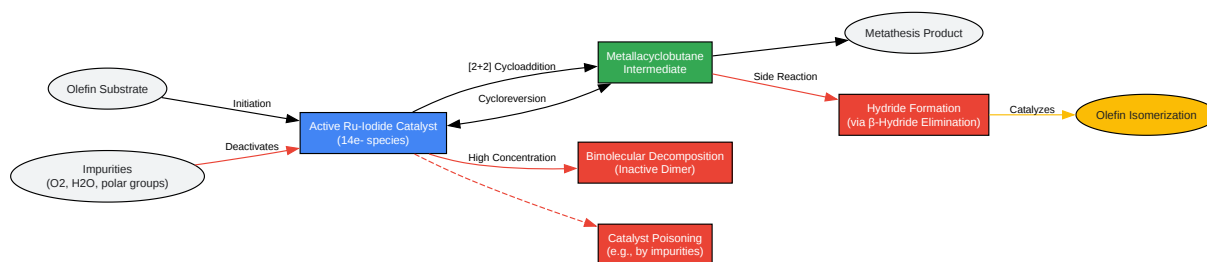 Olefin Substrate
Initiation
Impurities
(O2, H2O, polar groups)
Deactivates
Active Ru-Iodide Catalyst
(14e- species)
[2+2] Cycloaddition
Cycloreversion
High Concentration
Metallacyclobutane
Intermediate
Bimolecular Decomposition
(Inactive Dimer)
Catalyst Poisoning
(e.g., by impurities)
Metathesis Product
Side Reaction
Hydride Formation
(via β-Hydride Elimination)
Catalyzes
Olefin Isomerization